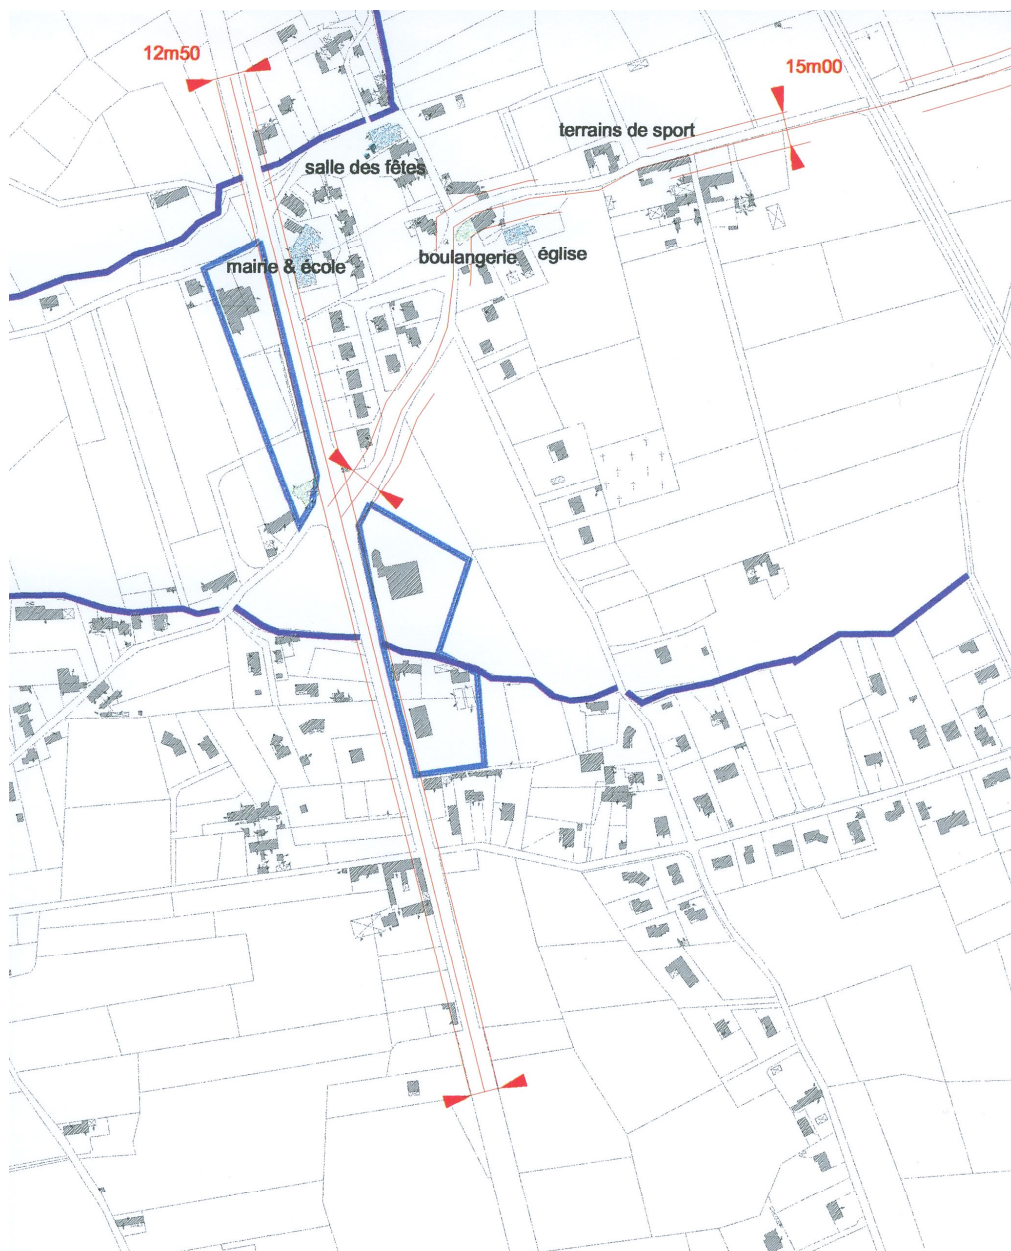 12m50
15m00
terrains de sport
salle des fêtes
mairie & école
boulangerie
église